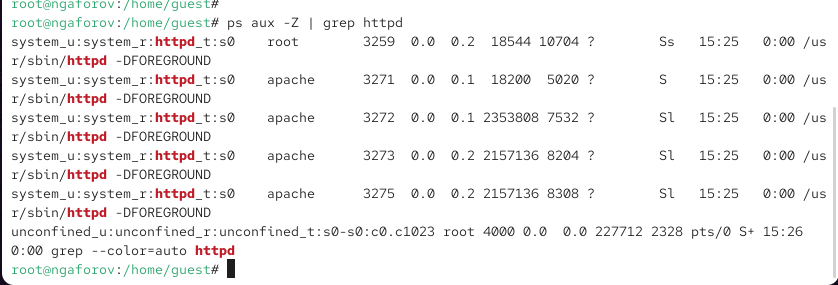 root@ngaforov:/home/guest#
root@ngaforov:/home/guest# ps aux -Z | grep httpd
system_u:system_r:httpd_t:s0    root        3259  0.0  0.2  18544 10704 ?        Ss   15:25   0:00 /us
r/sbin/httpd -DFOREGROUND
system_u:system_r:httpd_t:s0    apache      3271  0.0  0.1  18200  5020 ?        S    15:25   0:00 /us
r/sbin/httpd -DFOREGROUND
system_u:system_r:httpd_t:s0    apache      3272  0.0  0.1 2353808 7532 ?        Sl   15:25   0:00 /us
r/sbin/httpd -DFOREGROUND
system_u:system_r:httpd_t:s0    apache      3273  0.0  0.2 2157136 8204 ?        Sl   15:25   0:00 /us
r/sbin/httpd -DFOREGROUND
system_u:system_r:httpd_t:s0    apache      3275  0.0  0.2 2157136 8308 ?        Sl   15:25   0:00 /us
r/sbin/httpd -DFOREGROUND
unconfined_u:unconfined_r:unconfined_t:s0-s0:c0.c1023 root 4000 0.0  0.0 227712 2328 pts/0 S+ 15:26
0:00 grep --color=auto httpd
root@ngaforov:/home/guest#